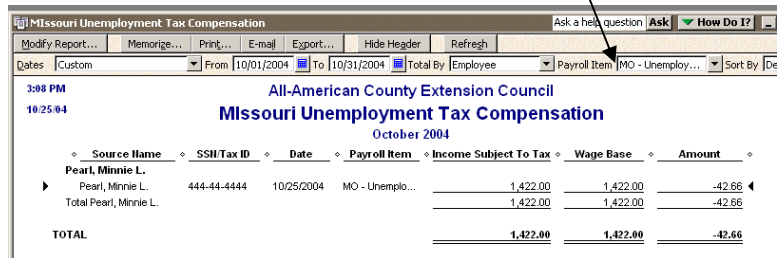 MIssouri Unemployment Tax Compensation Ask a help question Ask How Do I?
Modify Report... Memorize... Print... E-mail Export... Hide Header Refresh
Dates Custom From 10/01/2004 To 10/31/2004 Total By Employee Payroll Item MO - Unemploy... Sort By De
3:08 PM All-American County Extension Council
10/25/04 MIssouri Unemployment Tax Compensation
October 2004
Source Name SSN/Tax ID Date Payroll Item Income Subject To Tax Wage Base Amount
Pearl, Minnie L.
Pearl, Minnie L. 444-44-4444 10/25/2004 MO - Unemplo... 1,422.00 1,422.00 -42.66
Total Pearl, Minnie L. 1,422.00 1,422.00 -42.66
TOTAL 1,422.00 1,422.00 -42.66